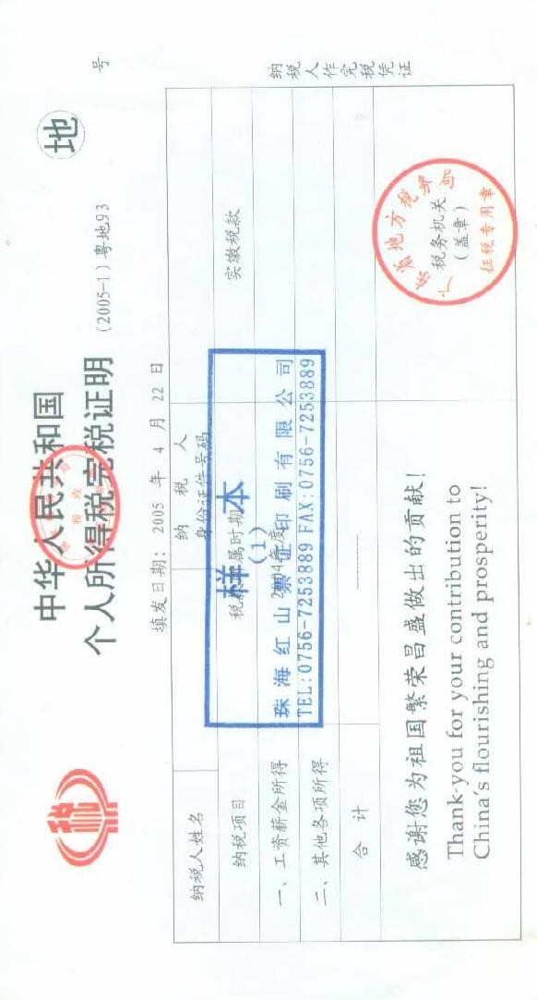 中华人民共和国
个人所得税完税证明
(2005-1)粤地93
号
地
税
填发日期: 2005 年 4 月 22 日
纳税人姓名
纳 税 人
身份证件号码
纳税项目
税款所属时期
(1)
实缴税款
一、工资薪金所得
2004年度
二、其他各项所得
合 计
样本
珠海红山票证印刷有限公司
TEL:0756-7253889 FAX:0756-7253889
感谢您为祖国繁荣昌盛做出的贡献!
Thank-you for your contribution to
China's flourishing and prosperity!
税务机关
(盖章)
征税专用章
纳税人作完税凭证